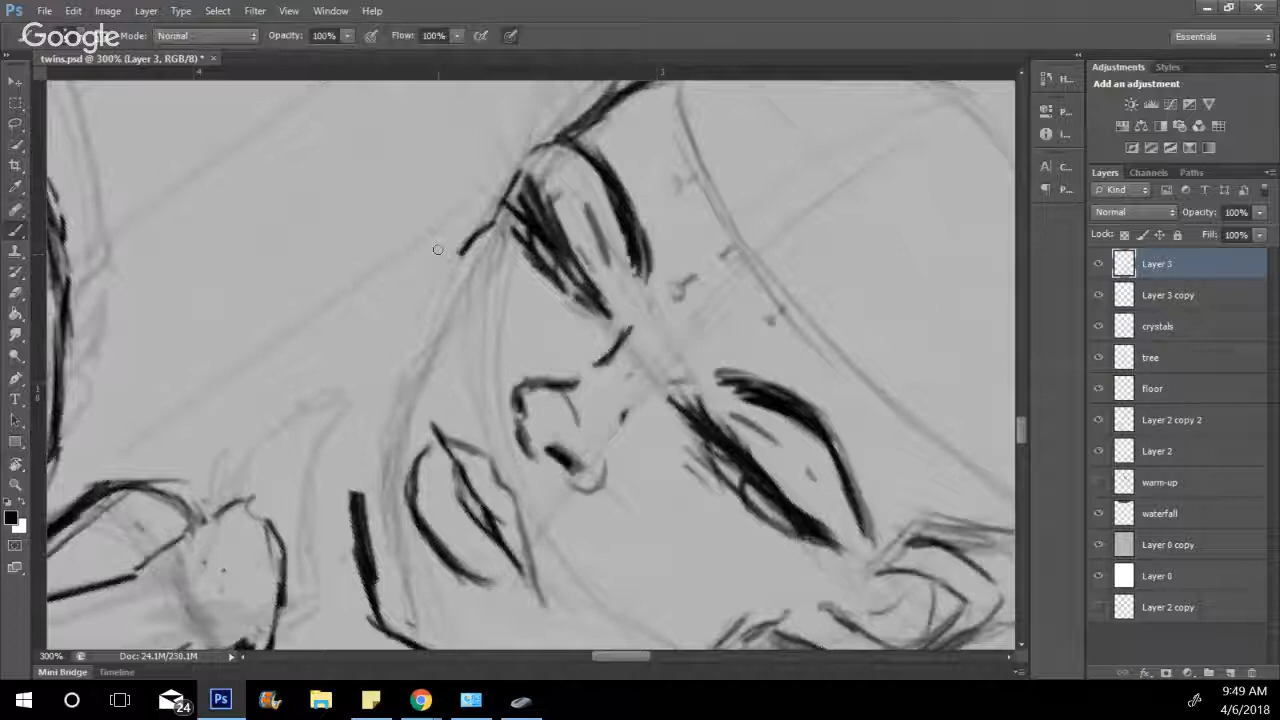 Ps File Edit Image Layer Type Select Filter View Window Help
Google
Mode: Normal Opacity: 100% Flow: 100% Essentials
twins.psd @ 300% (Layer 3, RGB/8) * ×
Adjustments Styles
Add an adjustment
H...
P...
I...
C...
P...
Layers Channels Paths
Kind
Normal Opacity: 100%
Lock: Fill: 100%
Layer 3
Layer 3 copy
crystals
tree
floor
Layer 2 copy 2
Layer 2
warm-up
waterfall
Layer 0 copy
Layer 0
Layer 2 copy
300% Doc: 24.1M/230.1M
Mini Bridge Timeline
24 Ps
9:49 AM
4/6/2018